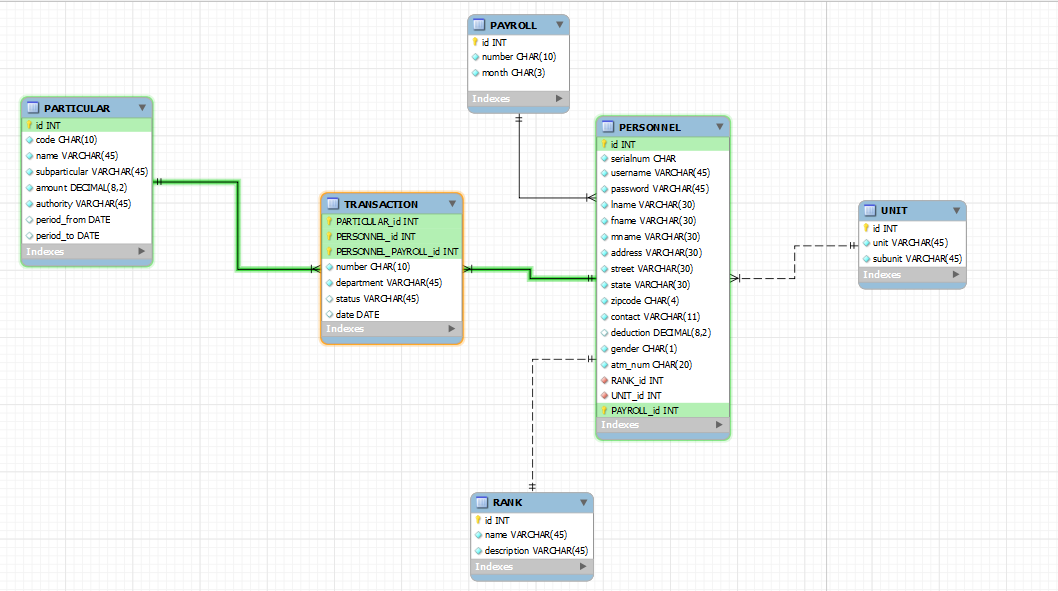 PAYROLL
id INT
number CHAR(10)
month CHAR(3)
Indexes
PARTICULAR
id INT
code CHAR(10)
name VARCHAR(45)
subparticular VARCHAR(45)
amount DECIMAL(8,2)
authority VARCHAR(45)
period_from DATE
period_to DATE
Indexes
TRANSACTION
PARTICULAR_id INT
PERSONNEL_id INT
PERSONNEL_PAYROLL_id INT
number CHAR(10)
department VARCHAR(45)
status VARCHAR(45)
date DATE
Indexes
PERSONNEL
id INT
serialnum CHAR
username VARCHAR(45)
password VARCHAR(45)
lname VARCHAR(30)
fname VARCHAR(30)
mname VARCHAR(30)
address VARCHAR(30)
street VARCHAR(30)
state VARCHAR(30)
zipcode CHAR(4)
contact VARCHAR(11)
deduction DECIMAL(8,2)
gender CHAR(1)
atm_num CHAR(20)
RANK_id INT
UNIT_id INT
PAYROLL_id INT
Indexes
UNIT
id INT
unit VARCHAR(45)
subunit VARCHAR(45)
Indexes
RANK
id INT
name VARCHAR(45)
description VARCHAR(45)
Indexes